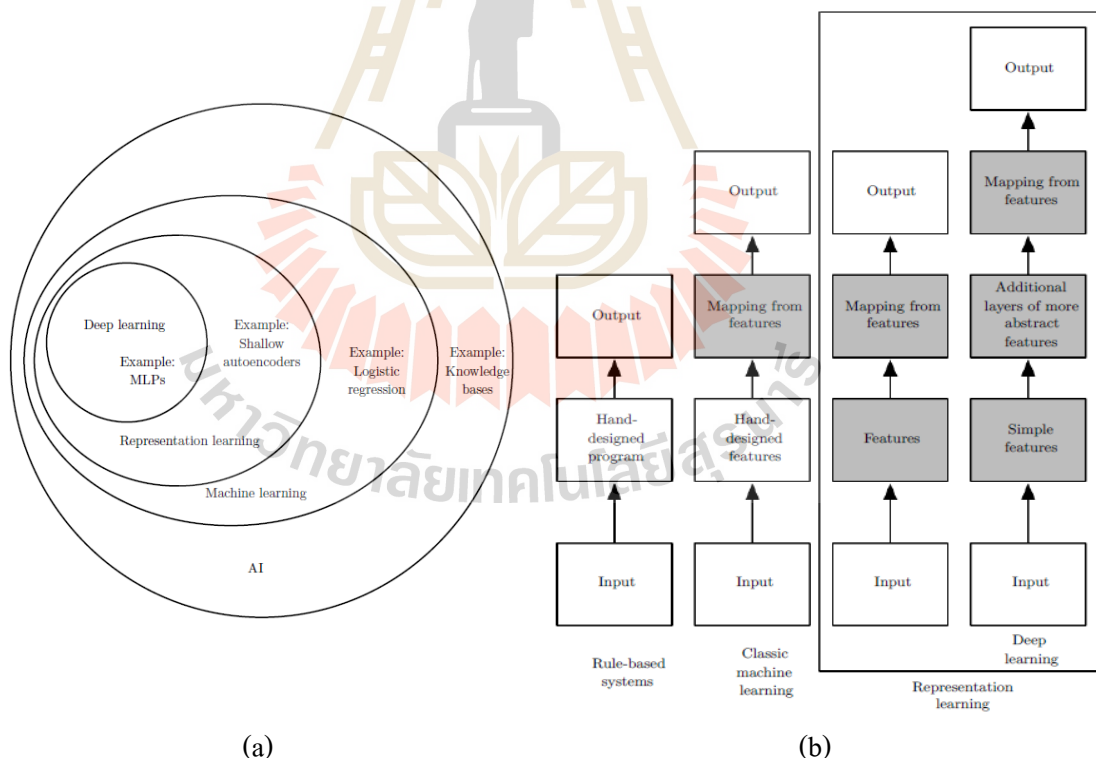 Deep learning
Example:
MLPs
Example:
Shallow
autoencoders
Example:
Logistic
regression
Example:
Knowledge
bases
Representation learning
Machine learning
AI
(a)
Output
Hand-
designed
program
Input
Rule-based
systems
Output
Mapping from
features
Hand-
designed
features
Input
Classic
machine
learning
Output
Mapping from
features
Features
Input
Output
Mapping from
features
Additional
layers of more
abstract
features
Simple
features
Input
Deep
learning
Representation
learning
(b)
มหาวิทยาลัยเทคโนโลยีสุรนารี